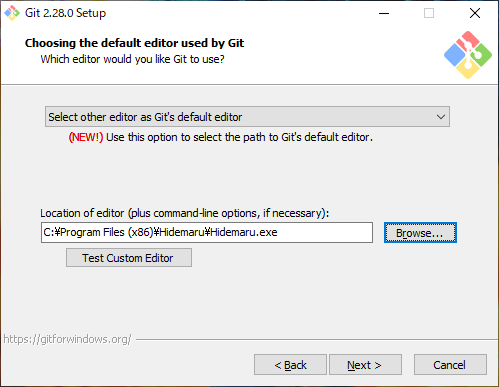 Git 2.28.0 Setup
Choosing the default editor used by Git
Which editor would you like Git to use?
Select other editor as Git's default editor
(NEW!) Use this option to select the path to Git's default editor.
Location of editor (plus command-line options, if necessary):
C:¥Program Files (x86)¥Hidemaru¥Hidemaru.exe
Browse...
Test Custom Editor
https://gitforwindows.org/
< Back
Next >
Cancel